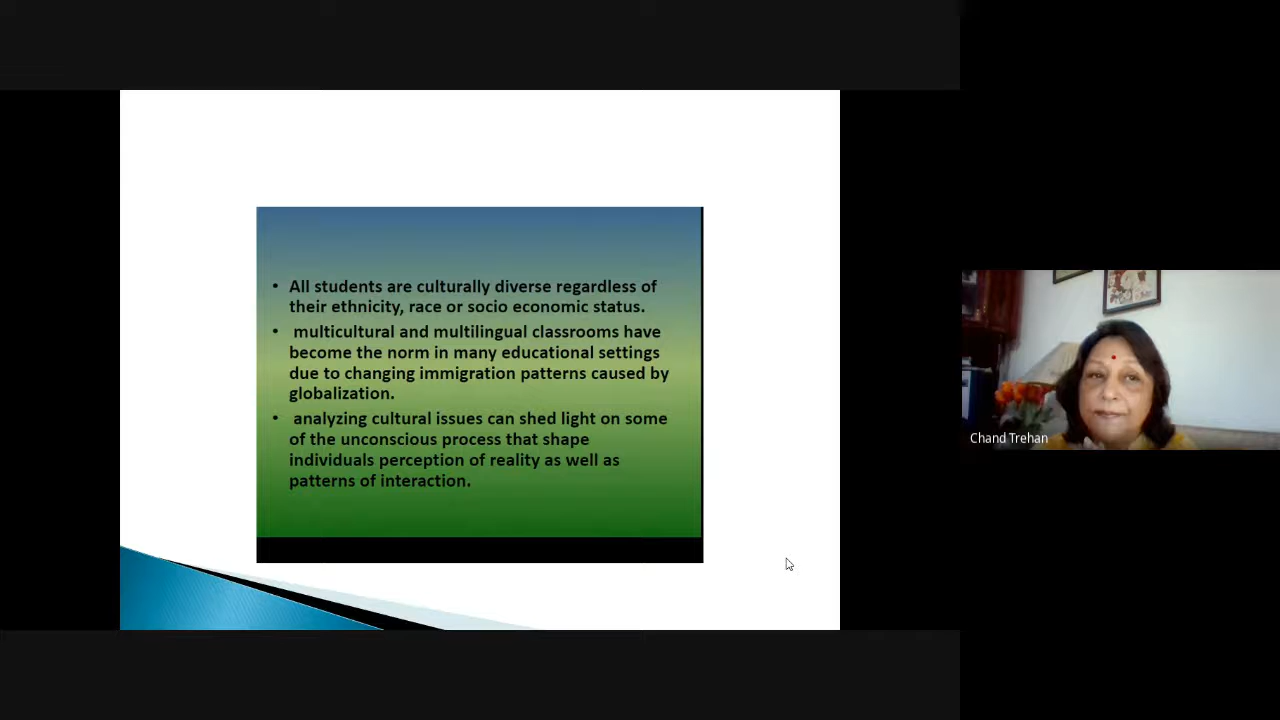 • All students are culturally diverse regardless of
their ethnicity, race or socio economic status.
• multicultural and multilingual classrooms have
become the norm in many educational settings
due to changing immigration patterns caused by
globalization.
• analyzing cultural issues can shed light on some
of the unconscious process that shape
individuals perception of reality as well as
patterns of interaction.
Chand Trehan